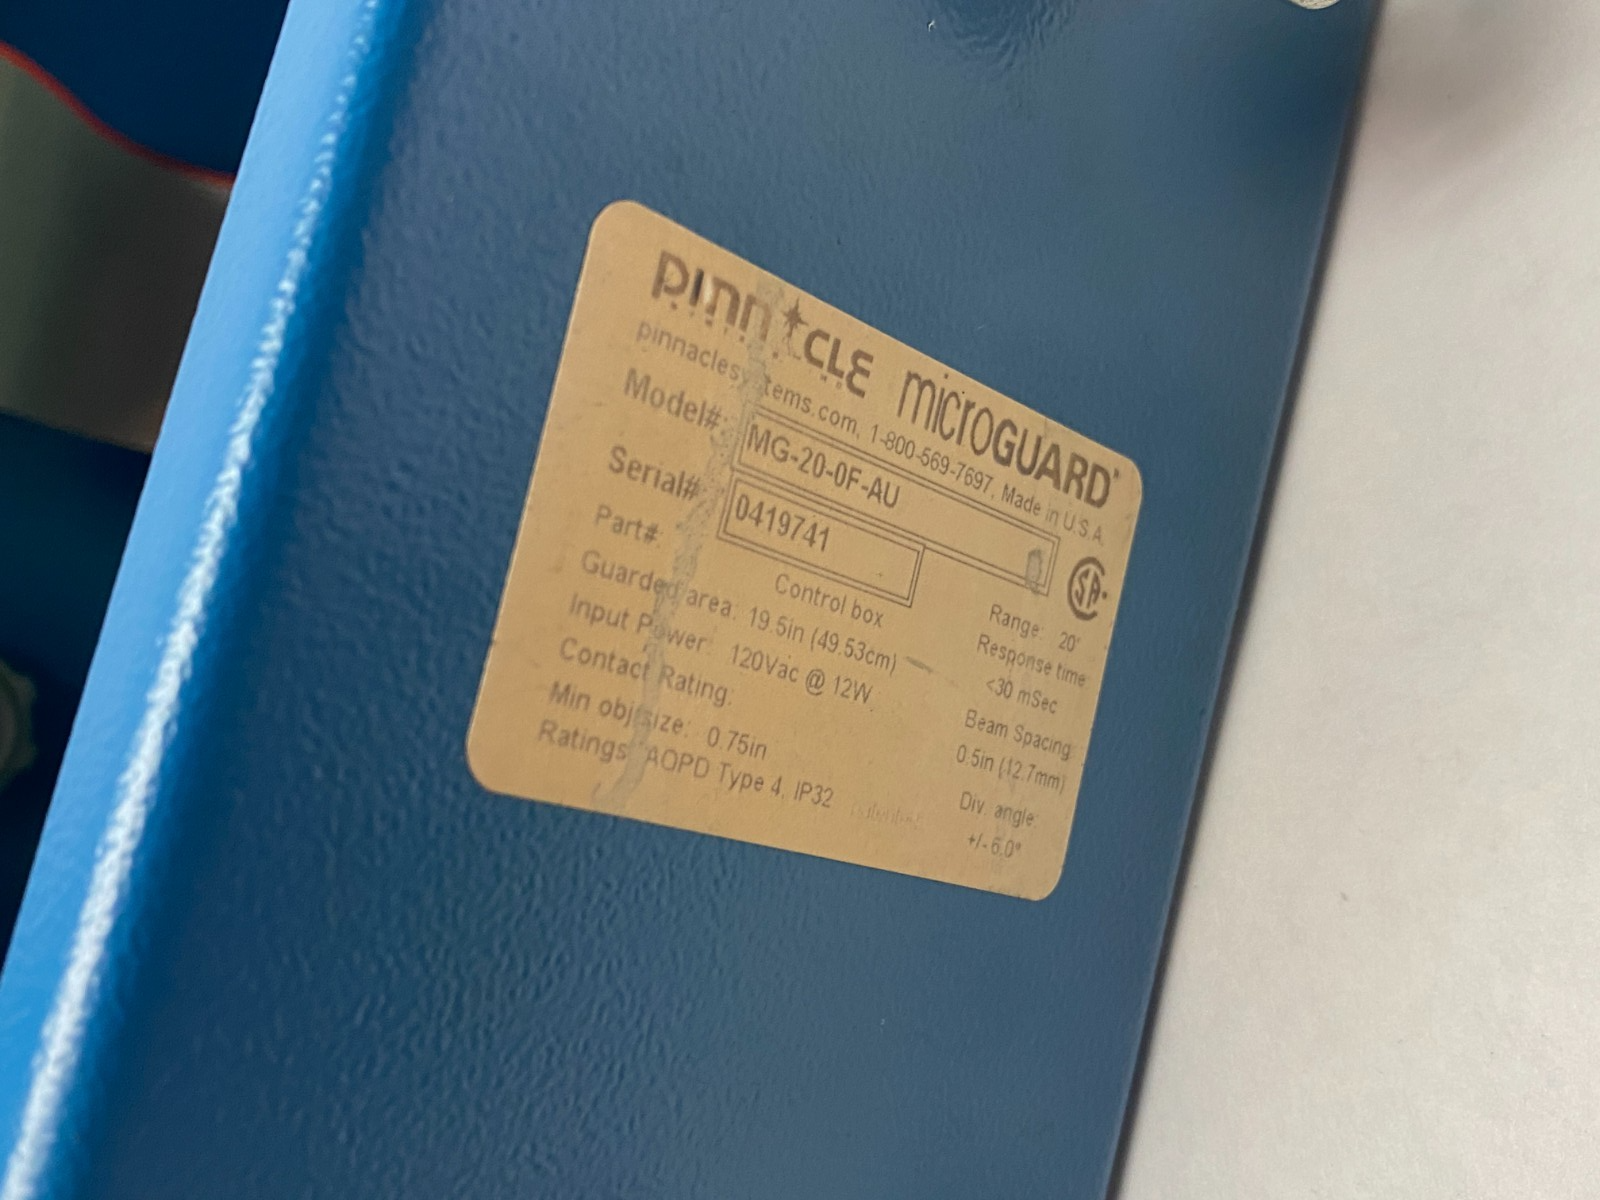 PINNACLE microGUARD®
pinnaclesystems.com, 1-800-569-7697, Made in U.S.A.
Model#: MG-20-0F-AU
Serial#: 0419741
Part#: Control box
Guarded area: 19.5in (49.53cm)
Input Power: 120Vac @ 12W
Contact Rating:
Min obj size: 0.75in
Ratings: AOPD Type 4, IP32
SA
Range: 20'
Response time:
<30 mSec
Beam Spacing:
0.5in (12.7mm)
Div. angle:
+/- 6.0°